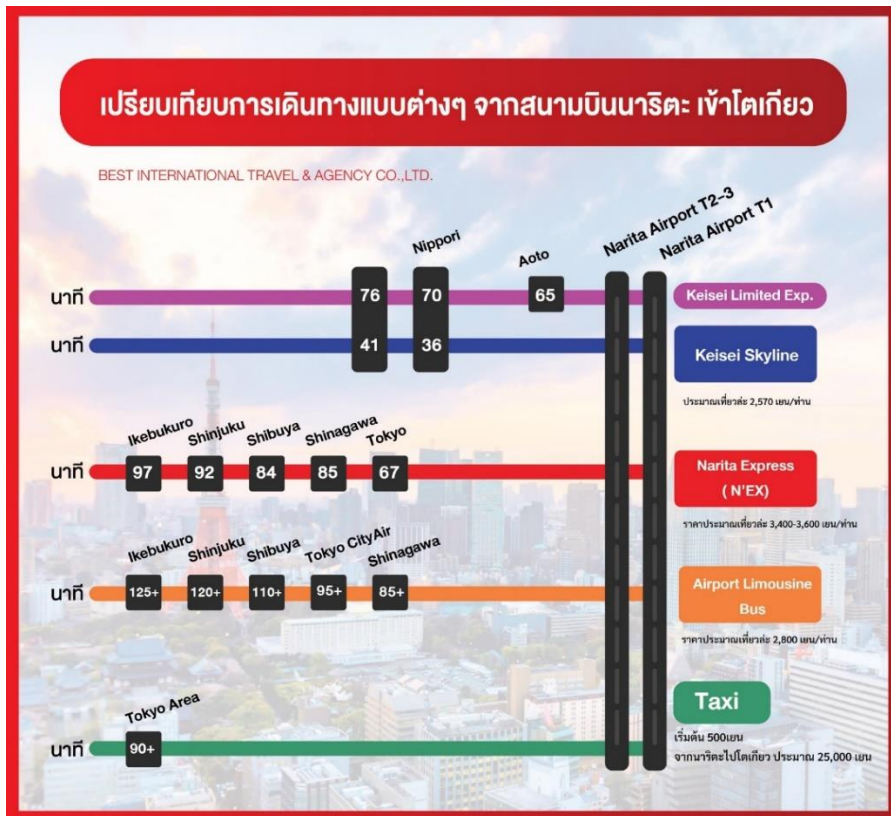 เปรียบเทียบการเดินทางแบบต่างๆ จากสนามบินนาริตะ เข้าโตเกียว
BEST INTERNATIONAL TRAVEL & AGENCY CO.,LTD.
Nippori
Aoto
Narita Airport T2-3
Narita Airport T1
นาที 76 70 65 Keisei Limited Exp.
นาที 41 36 Keisei Skyline
ประมาณเที่ยวล่ะ 2,570 เยน/ท่าน
Ikebukuro Shinjuku Shibuya Shinagawa Tokyo
นาที 97 92 84 85 67 Narita Express
( N'EX)
ราคาประมาณเที่ยวล่ะ 3,400-3,600 เยน/ท่าน
Ikebukuro Shinjuku Shibuya Tokyo CityAir Shinagawa
นาที 125+ 120+ 110+ 95+ 85+ Airport Limousine
Bus
ราคาประมาณเที่ยวล่ะ 2,800 เยน/ท่าน
Tokyo Area
นาที 90+ Taxi
เริ่มต้น 500เยน
จากนาริตะไปโตเกียว ประมาณ 25,000 เยน